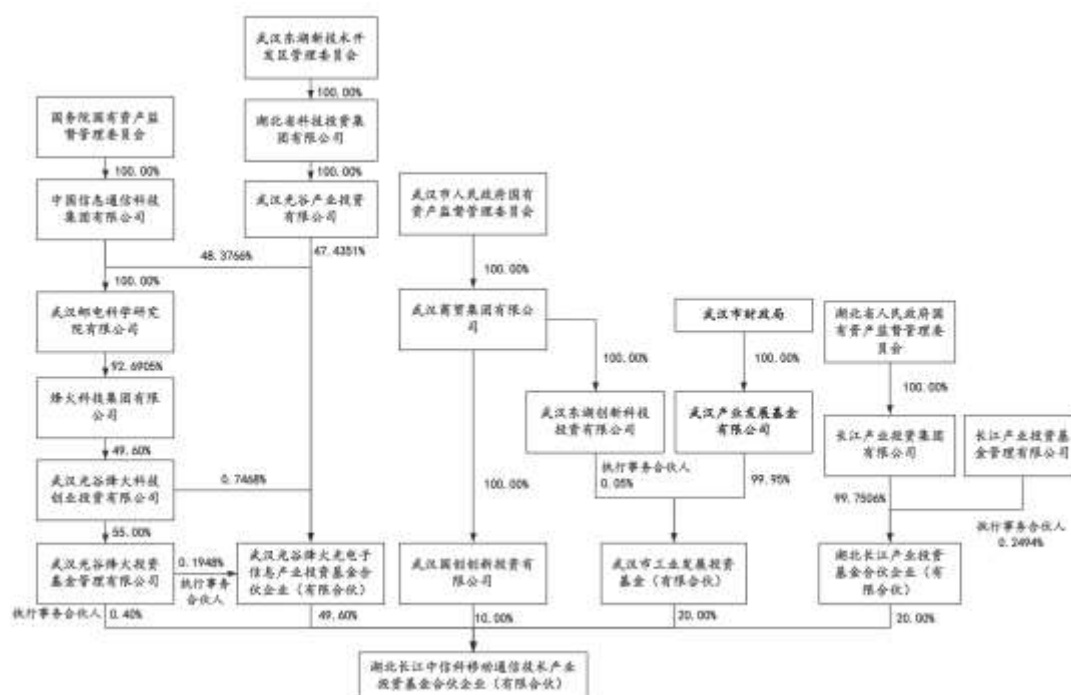 武汉东湖新技术开
发区管理委员会
100.00%
国务院国有资产监
督管理委员会
湖北省科技投资集
团有限公司
100.00%
100.00%
中国信息通信科技
集团有限公司
武汉光谷产业投资
有限公司
武汉市人民政府国有
资产监督管理委员会
48.3766%
47.4351%
100.00%
100.00%
武汉邮电科学研究
院有限公司
武汉商贸集团有限公
司
武汉市财政局
湖北省人民政府国
有资产监督管理委
员会
92.6905%
100.00%
100.00%
100.00%
烽火科技集团有限
公司
武汉东湖创新科技
投资有限公司
武汉产业发展基金
有限公司
长江产业投资集团
有限公司
长江产业投资基
金管理有限公司
49.60%
武汉光谷烽火科技
创业投资有限公司
0.7468%
100.00%
执行事务合伙人
0.05%
99.95%
99.7506%
执行事务合伙人
0.2494%
55.00%
武汉光谷烽火投资
基金管理有限公司
0.1948%
执行事务
合伙人
武汉光谷烽火光电子
信息产业投资基金合
伙企业（有限合伙）
武汉国创创新投资有
限公司
武汉市工业发展投资
基金（有限合伙）
湖北长江产业投资
基金合伙企业（有
限合伙）
执行事务合伙人
0.40%
49.60%
10.00%
20.00%
20.00%
湖北长江中信科移动通信技术产业
投资基金合伙企业（有限合伙）